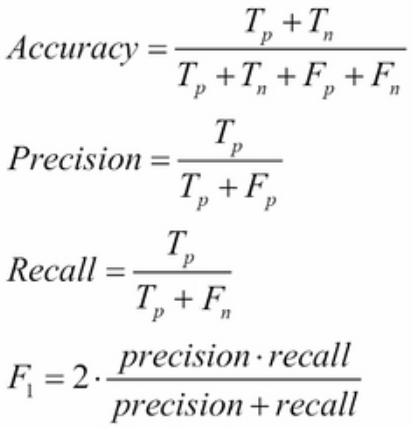 Accuracy = \frac{T_p + T_n}{T_p + T_n + F_p + F_n}
Precision = \frac{T_p}{T_p + F_p}
Recall = \frac{T_p}{T_p + F_n}
F_1 = 2 \cdot \frac{precision \cdot recall}{precision + recall}